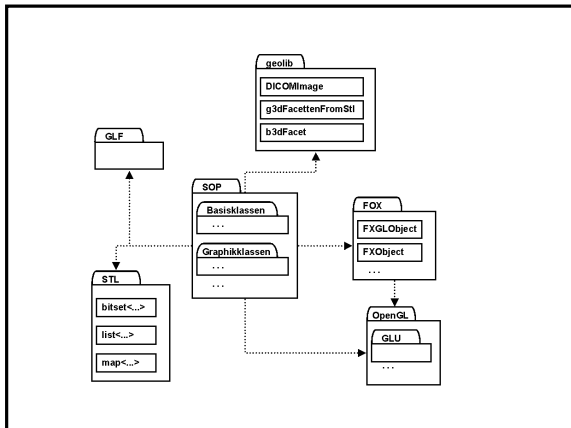 geolib
DICOMImage
g3dFacettenFromStl
b3dFacet
GLF
SOP
Basisklassen
...
Graphikklassen
...
...
FOX
FXGLObject
FXObject
...
STL
bitset<...>
list<...>
map<...>
OpenGL
GLU
...